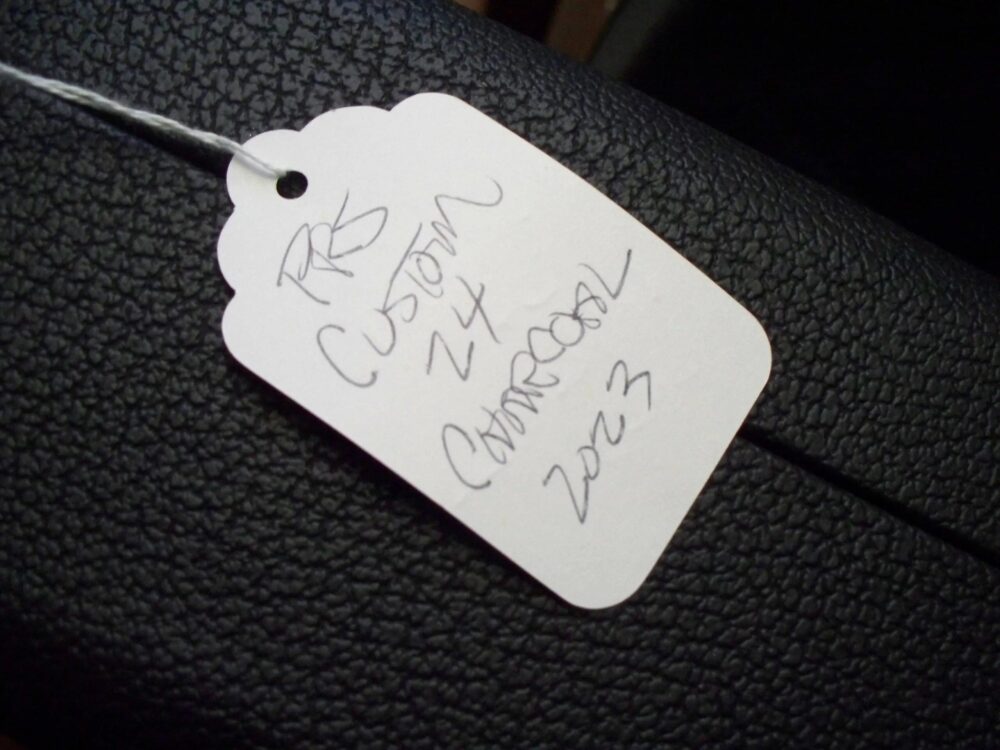 PRS
CUSTOM
24
CHARCOAL
2023